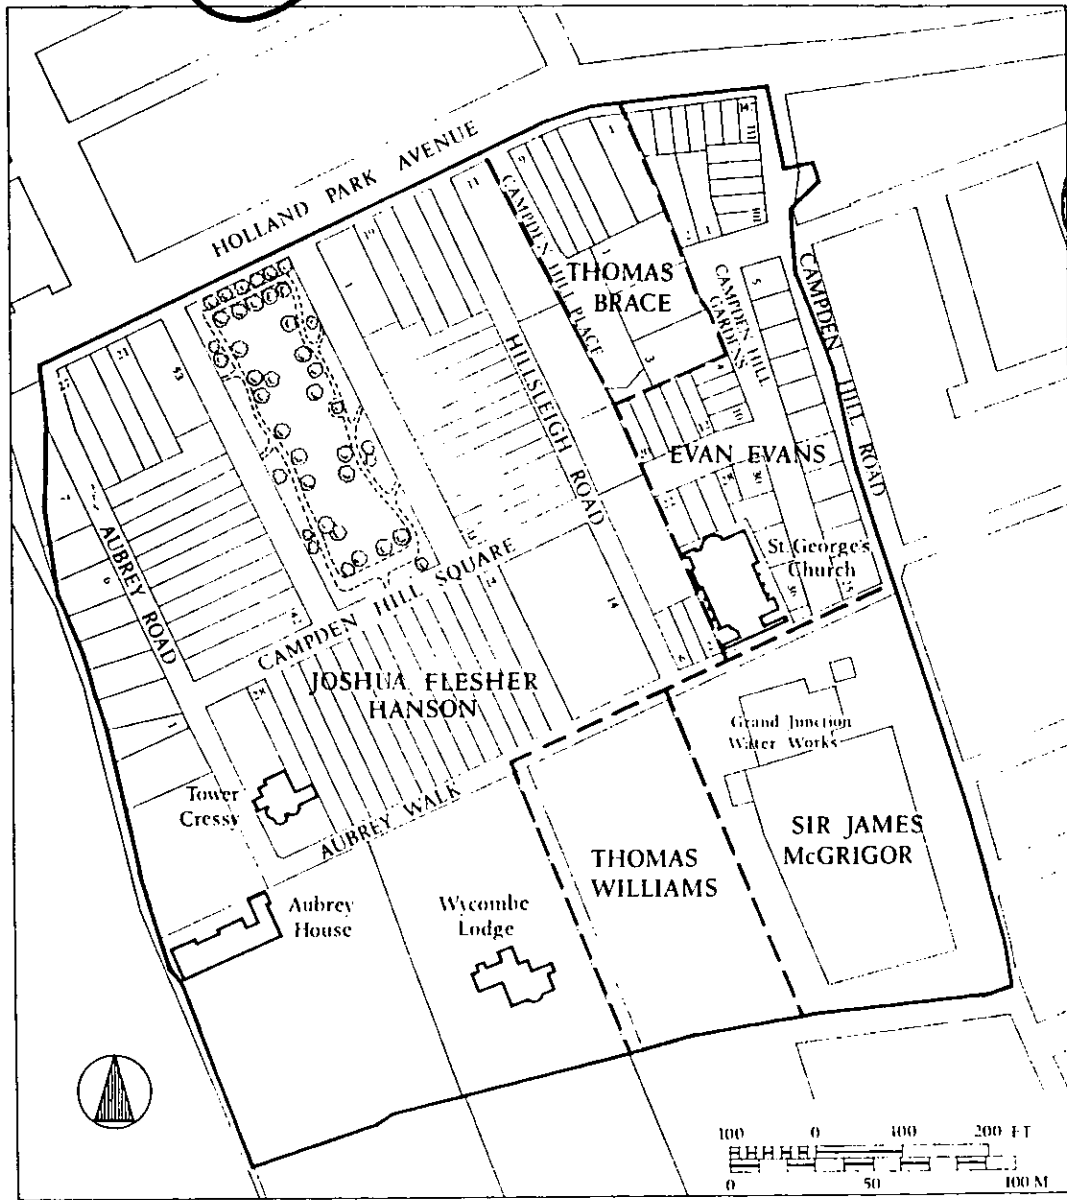 HOLLAND PARK AVENUE
CAMPDEN HILL PLACE
THOMAS
BRACE
CAMPDEN HILL
GARDENS
CAMPDEN HILL ROAD
HILLSLEIGH ROAD
EVAN EVANS
St. George's
Church
AUBREY ROAD
CAMPDEN HILL SQUARE
JOSHUA FLESHER
HANSON
Grand Junction
Water Works
Tower
Cressy
AUBREY WALK
THOMAS
WILLIAMS
SIR JAMES
McGRIGOR
Aubrey
House
Wycombe
Lodge
100 0 100 200 FT
0 50 100 M